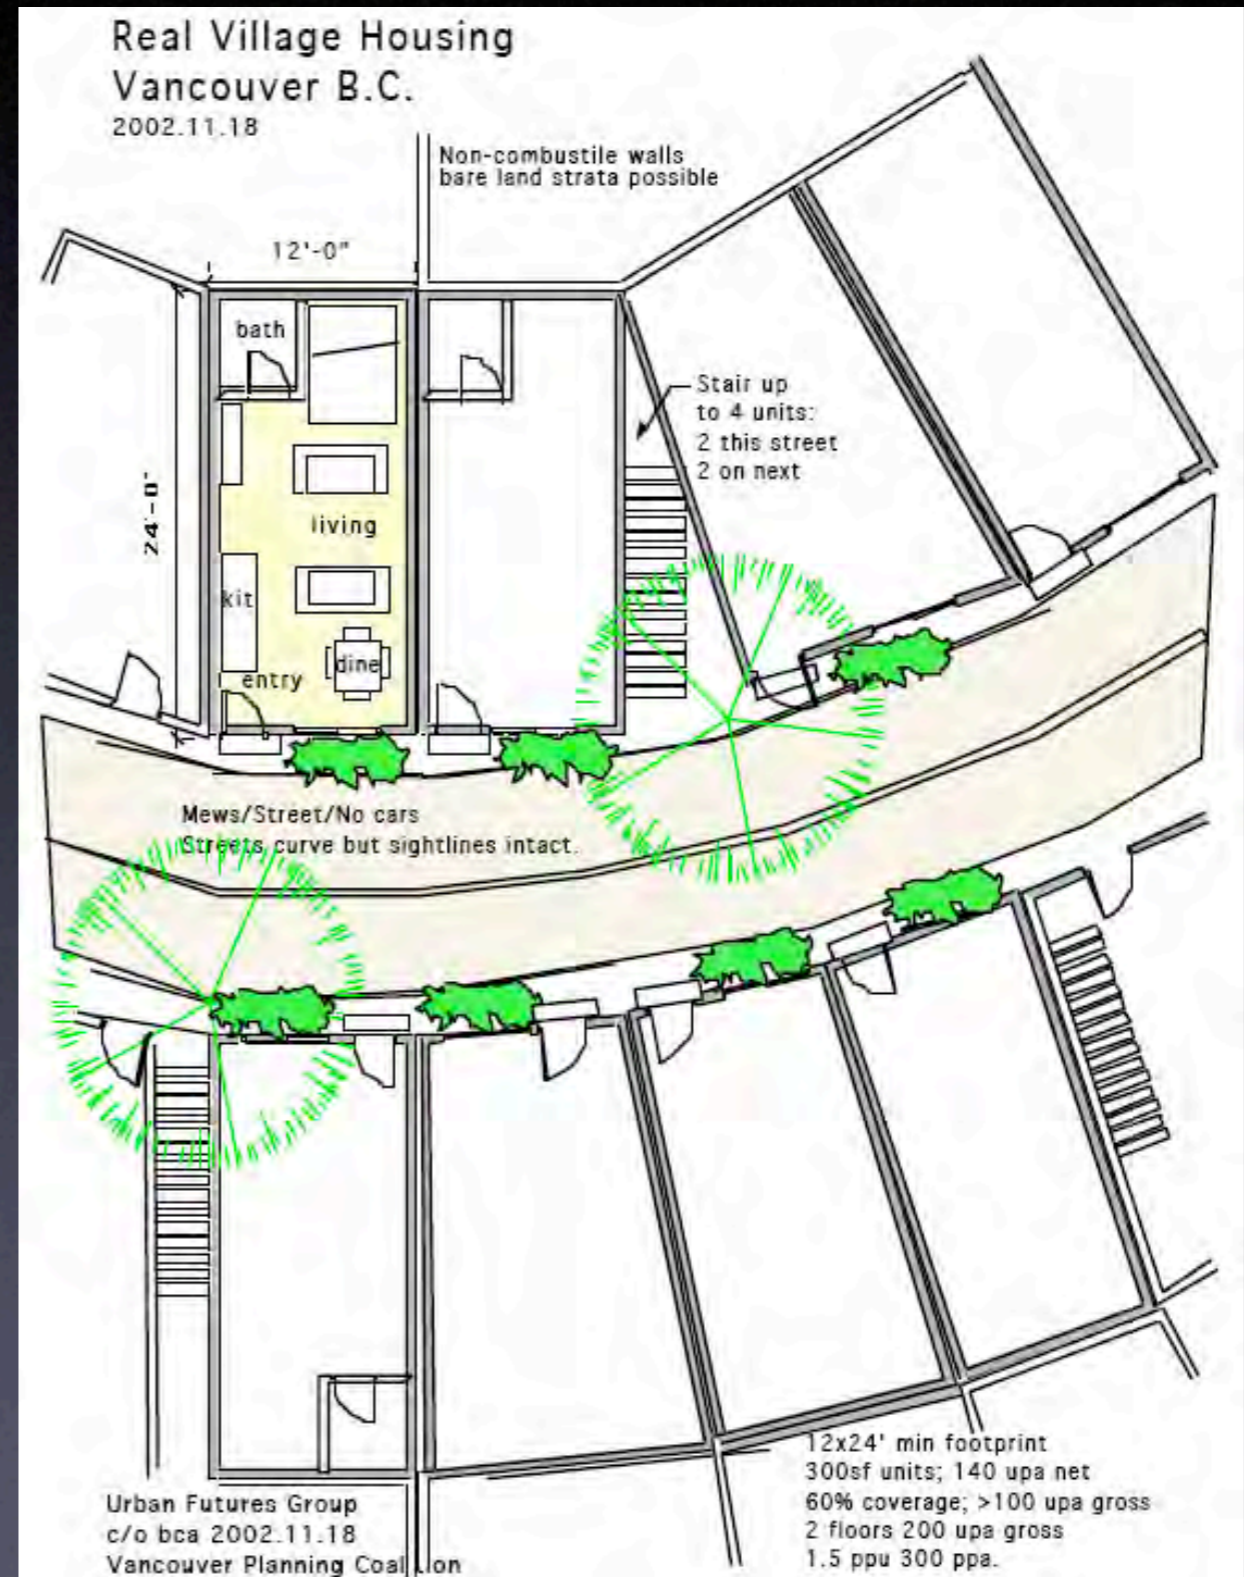 Real Village Housing
Vancouver B.C.
2002.11.18
Non-combustile walls
bare land strata possible
12'-0"
bath
Stair up
to 4 units:
2 this street
2 on next
24'-0"
living
kit
dine
entry
Mews/Street/No cars
Streets curve but sightlines intact.
12x24' min footprint
300sf units; 140 upa net
60% coverage; >100 upa gross
2 floors 200 upa gross
1.5 ppu 300 ppa.
Urban Futures Group
c/o bca 2002.11.18
Vancouver Planning Coalition